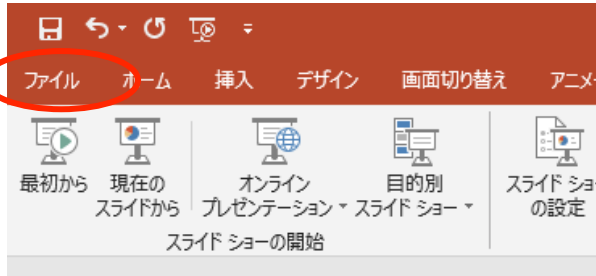 ファイル ホーム 挿入 デザイン 画面切り替え アニメ
最初から 現在の オンライン 目的別 スライド ショー
スライドから プレゼンテーション スライド ショー の設定
スライド ショーの開始